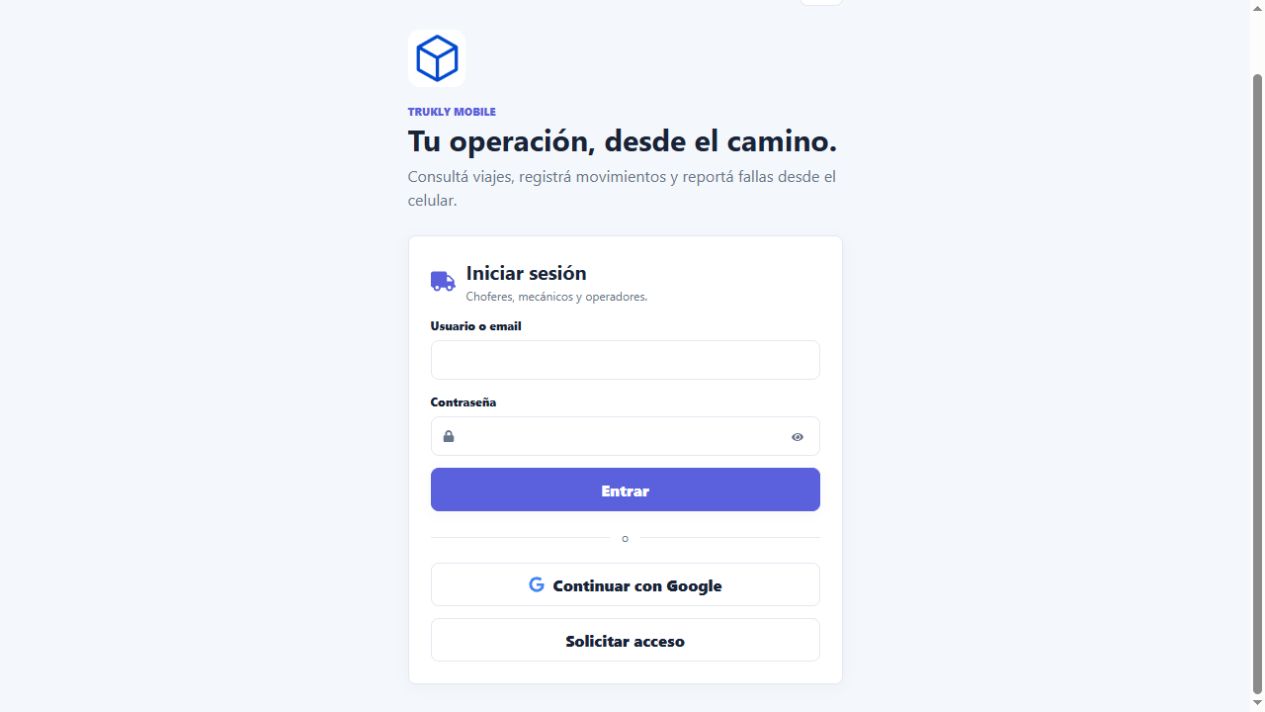 TRUKLY MOBILE
Tu operación, desde el camino.
Consultá viajes, registrá movimientos y reportá fallas desde el
celular.
Iniciar sesión
Choferes, mecánicos y operadores.
Usuario o email
Contraseña
Entrar
o
Continuar con Google
Solicitar acceso